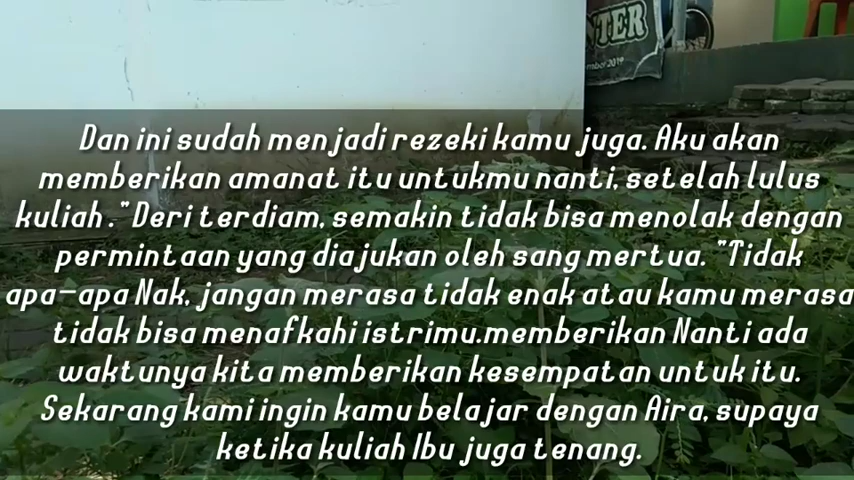 NTER
mber 2019
Dan ini sudah menjadi rezeki kamu juga. Aku akan
memberikan amanat itu untukmu nanti, setelah lulus
kuliah." Deri terdiam, semakin tidak bisa menolak dengan
permintaan yang diajukan oleh sang mertua. "Tidak
apa-apa Nak, jangan merasa tidak enak atau kamu merasa
tidak bisa menafkahi istrimu.memberikan Nanti ada
waktunya kita memberikan kesempatan untuk itu.
Sekarang kami ingin kamu belajar dengan Aira, supaya
ketika kuliah Ibu juga tenang.